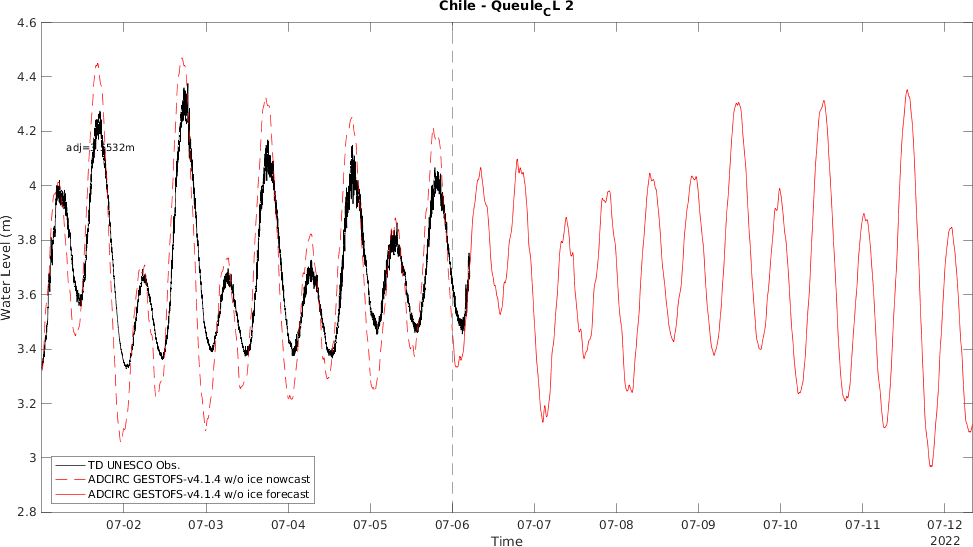 Chile - Queule_CL 2
4.6
4.4
4.2
4
3.8
3.6
3.4
3.2
3
2.8
Water Level (m)
TD UNESCO Obs.
ADCIRC GESTOFS-v4.1.4 w/o ice nowcast
ADCIRC GESTOFS-v4.1.4 w/o ice forecast
07-02 07-03 07-04 07-05 07-06 07-07 07-08 07-09 07-10 07-11 07-12
Time
2022